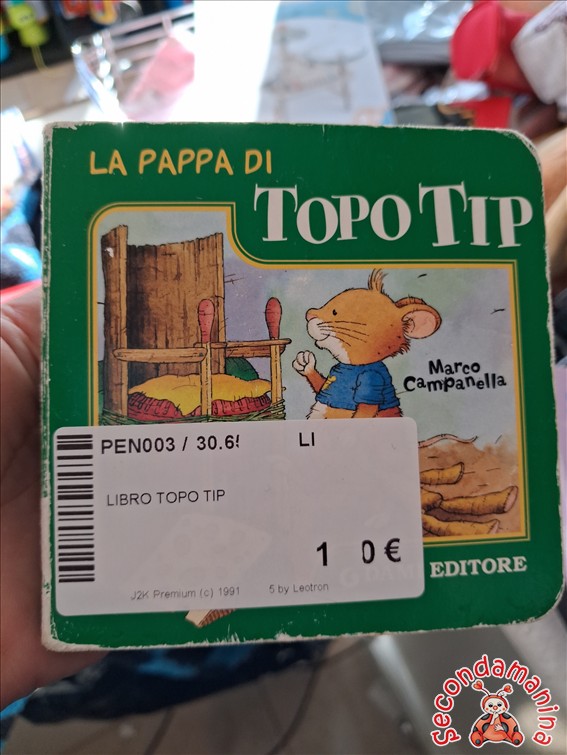 LA PAPPA DI
TOPO TIP
Marco
Campanella
PEN003 / 30.65 LI
LIBRO TOPO TIP
1 0 €
J2K Premium (c) 1991 5 by Leotron
EDITORE
Secondamanina